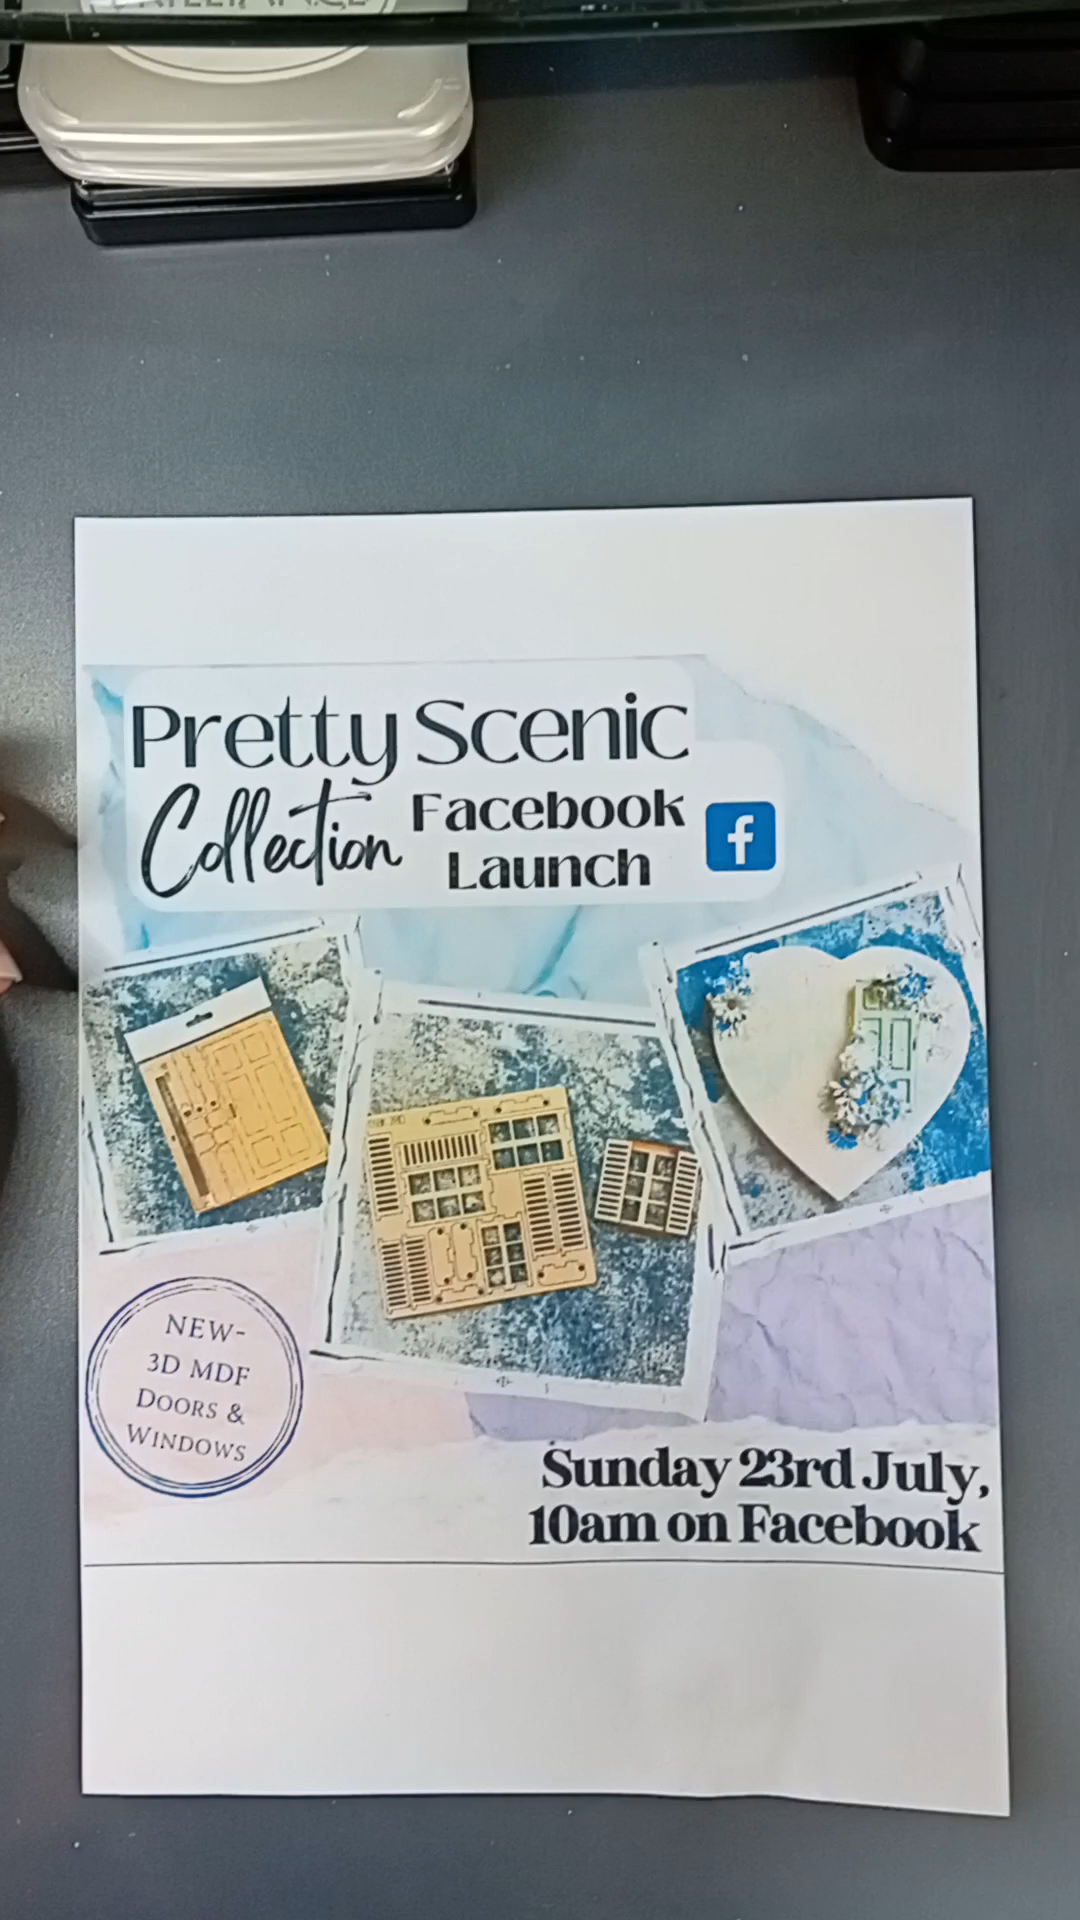 Pretty Scenic
Collection
Facebook
Launch
f
NEW-
3D MDF
DOORS &
WINDOWS
Sunday 23rd July,
10am on Facebook